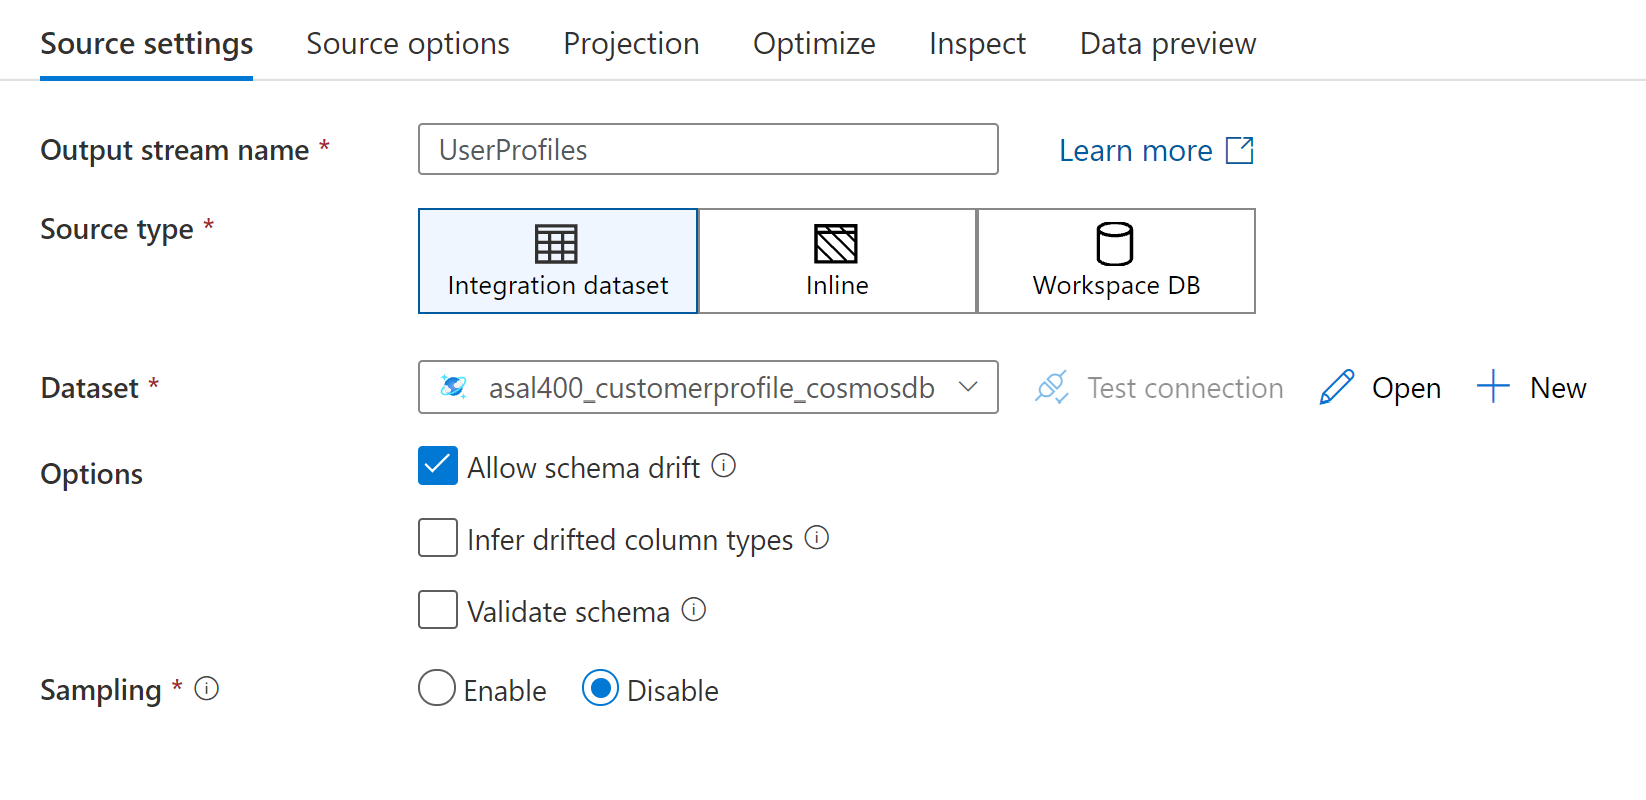 Source settings Source options Projection Optimize Inspect Data preview
Output stream name * UserProfiles Learn more
Source type *
Integration dataset Inline Workspace DB
Dataset * asal400_customerprofile_cosmosdb Test connection Open New
Options Allow schema drift
Infer drifted column types
Validate schema
Sampling * Enable Disable